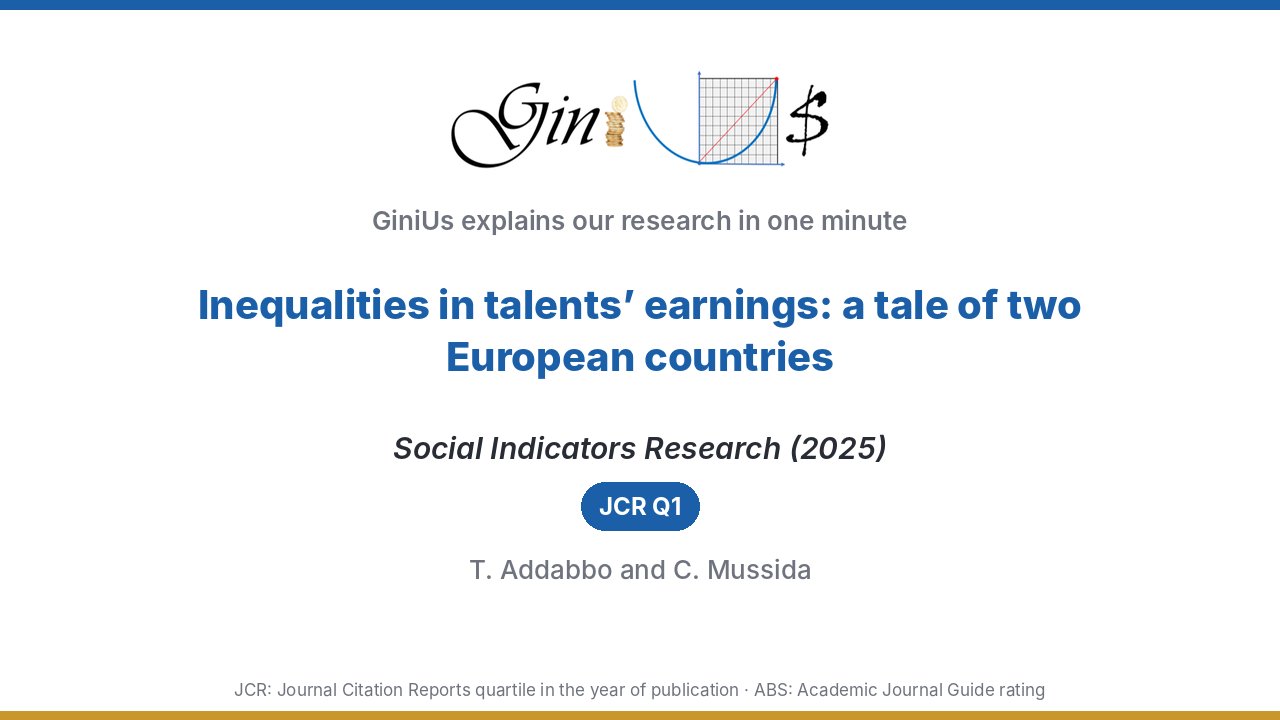 GiniU$
GiniUs explains our research in one minute
Inequalities in talents’ earnings: a tale of two
European countries
Social Indicators Research (2025)
JCR Q1
T. Addabbo and C. Mussida
JCR: Journal Citation Reports quartile in the year of publication · ABS: Academic Journal Guide rating